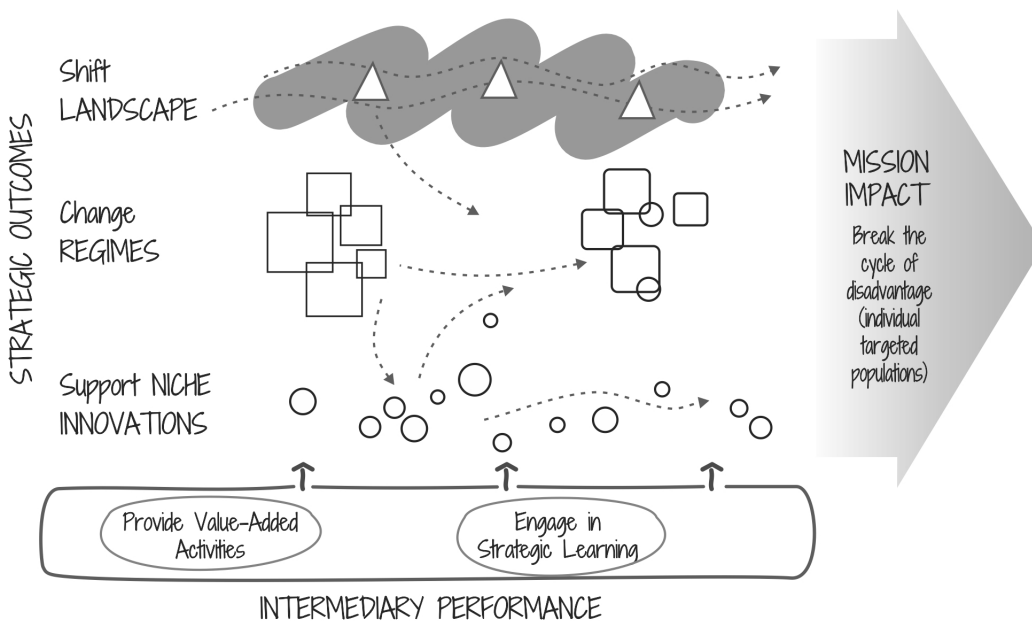 STRATEGIC OUTCOMES
Shift
LANDSCAPE
Change
REGIMES
Support NICHE
INNOVATIONS
MISSION
IMPACT
Break the
cycle of
disadvantage
(individual
targeted
populations)
Provide Value-Added
Activities
Engage in
Strategic Learning
INTERMEDIARY PERFORMANCE